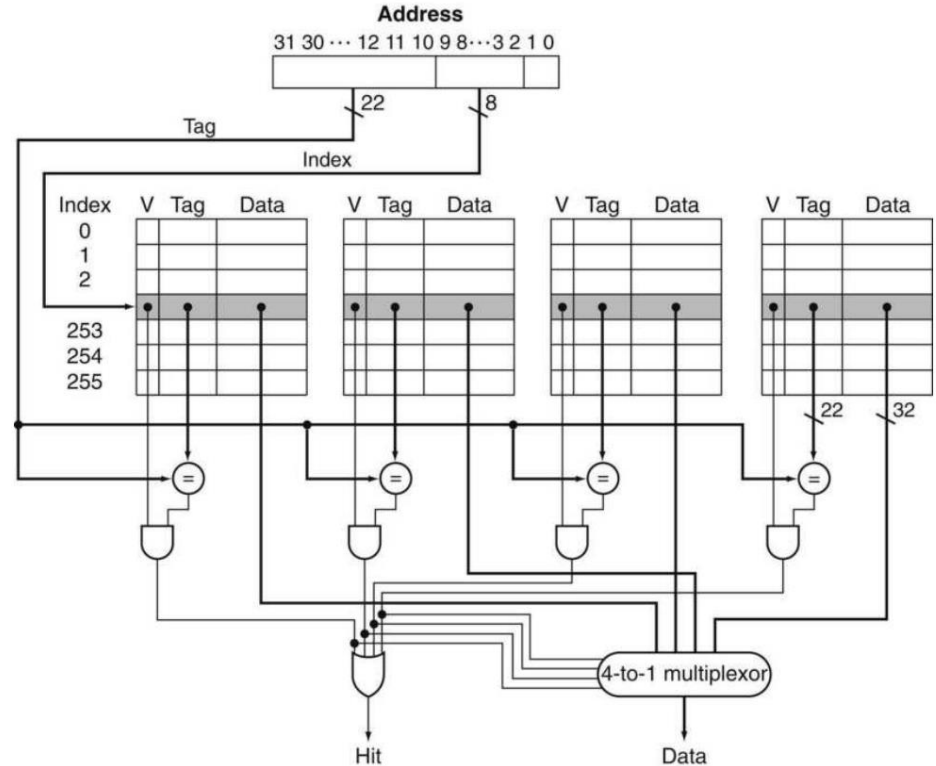 Address
31 30 ··· 12 11 10 9 8···3 2 1 0
22
8
Tag
Index
Index V Tag Data V Tag Data V Tag Data V Tag Data
0
1
2
253
254
255
22 32
= = = =
4-to-1 multiplexor
Hit Data